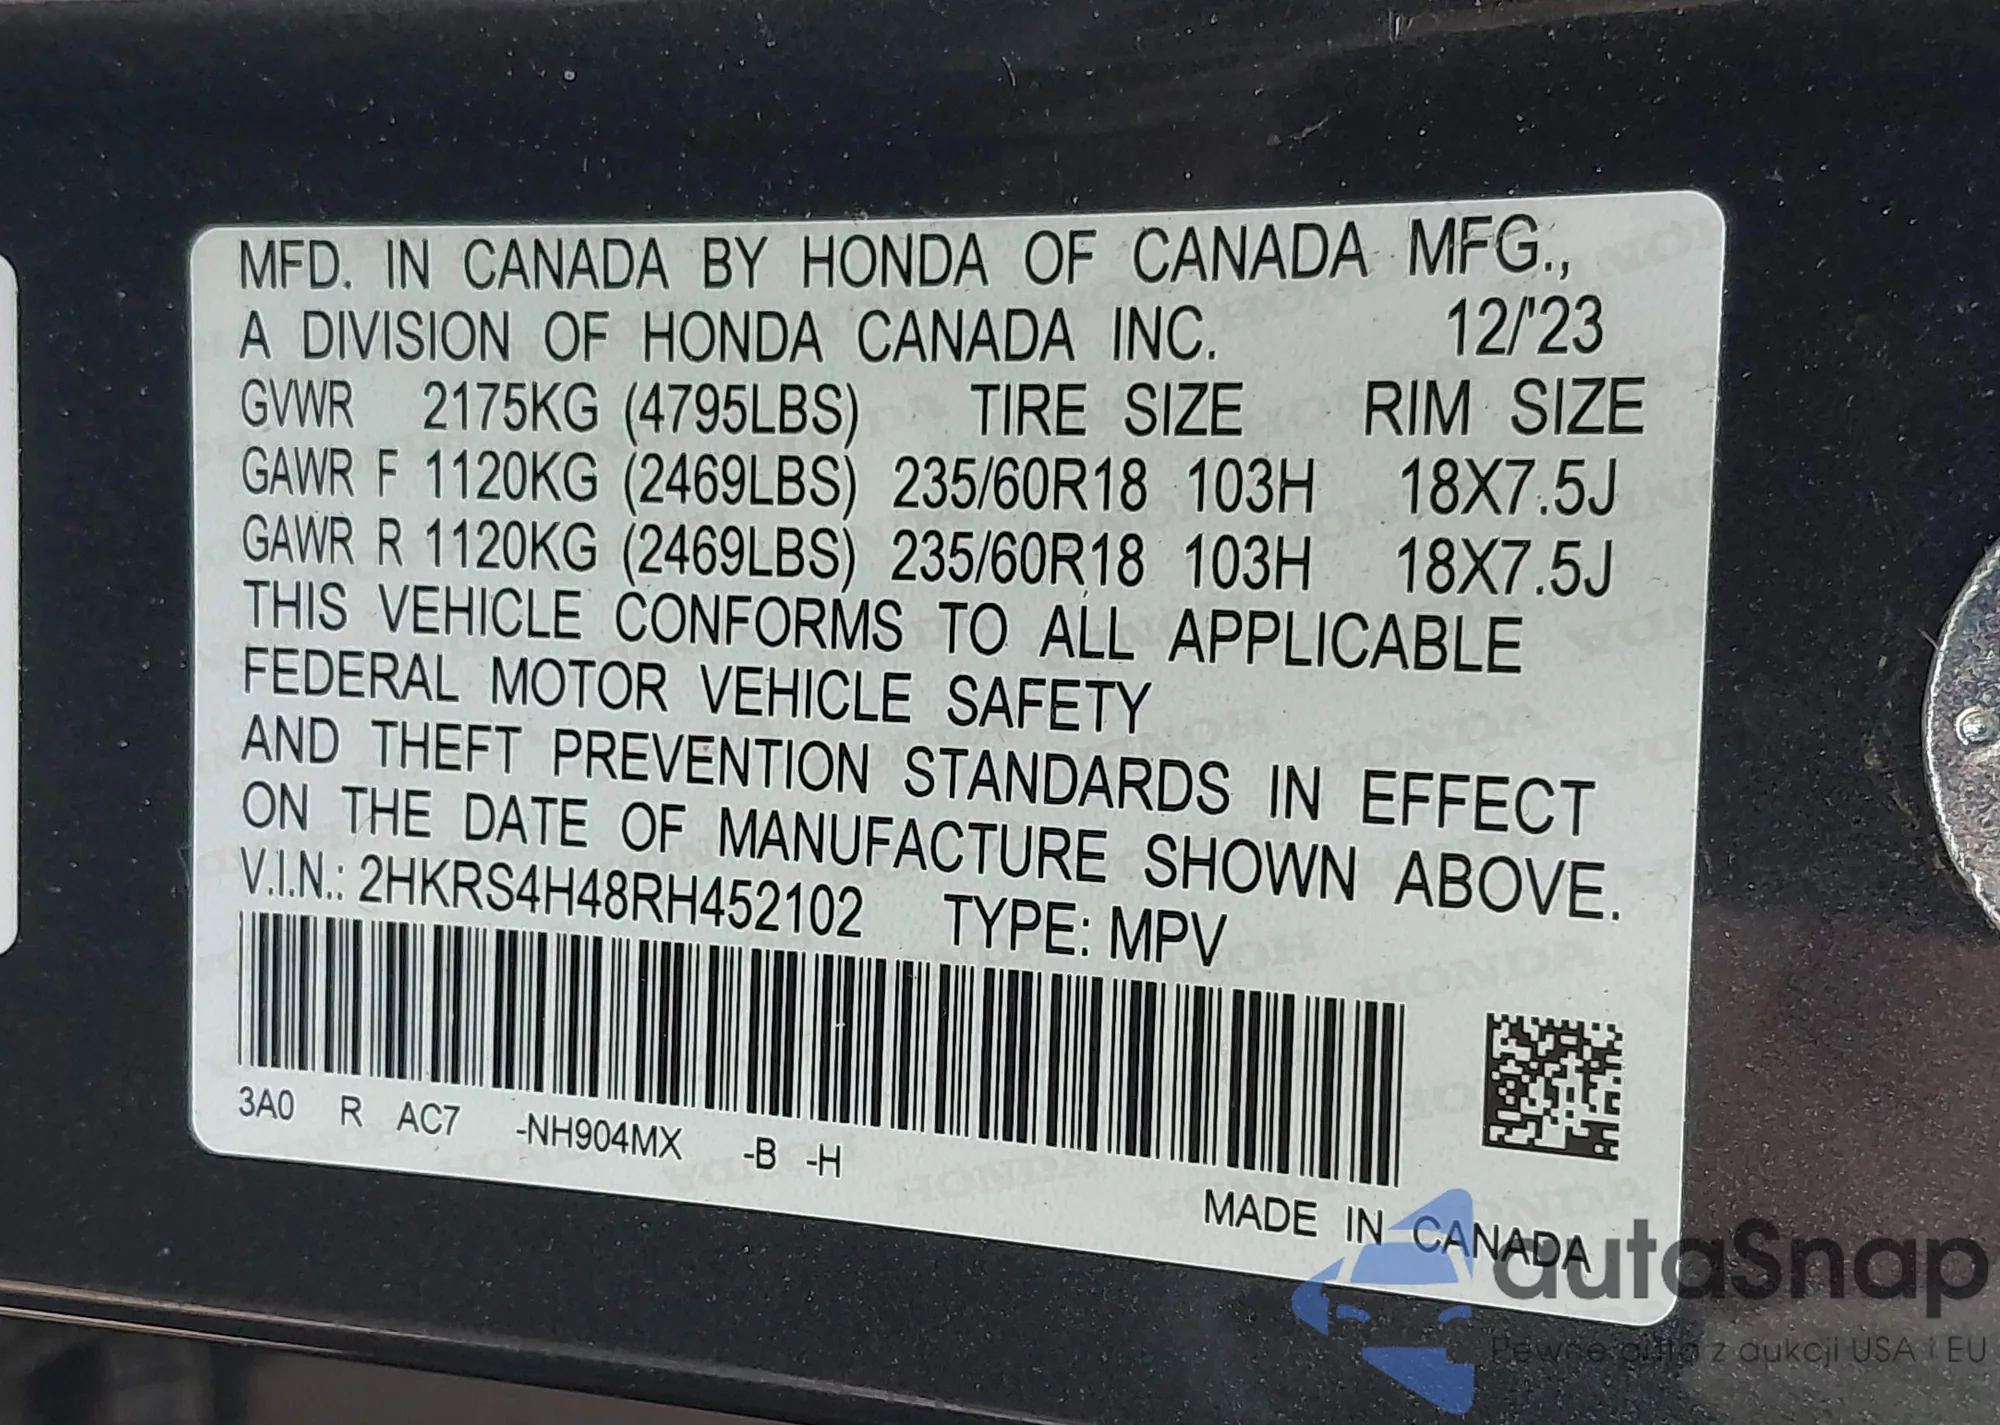 MFD. IN CANADA BY HONDA OF CANADA MFG.,
A DIVISION OF HONDA CANADA INC. 12/'23
GVWR 2175KG (4795LBS) TIRE SIZE RIM SIZE
GAWR F 1120KG (2469LBS) 235/60R18 103H 18X7.5J
GAWR R 1120KG (2469LBS) 235/60R18 103H 18X7.5J
THIS VEHICLE CONFORMS TO ALL APPLICABLE
FEDERAL MOTOR VEHICLE SAFETY
AND THEFT PREVENTION STANDARDS IN EFFECT
ON THE DATE OF MANUFACTURE SHOWN ABOVE.
V.I.N.: 2HKRS4H48RH452102 TYPE: MPV
3A0 R AC7 -NH904MX -B -H
MADE IN CANADA
autaSnap
Pewne auta z aukcji USA i EU